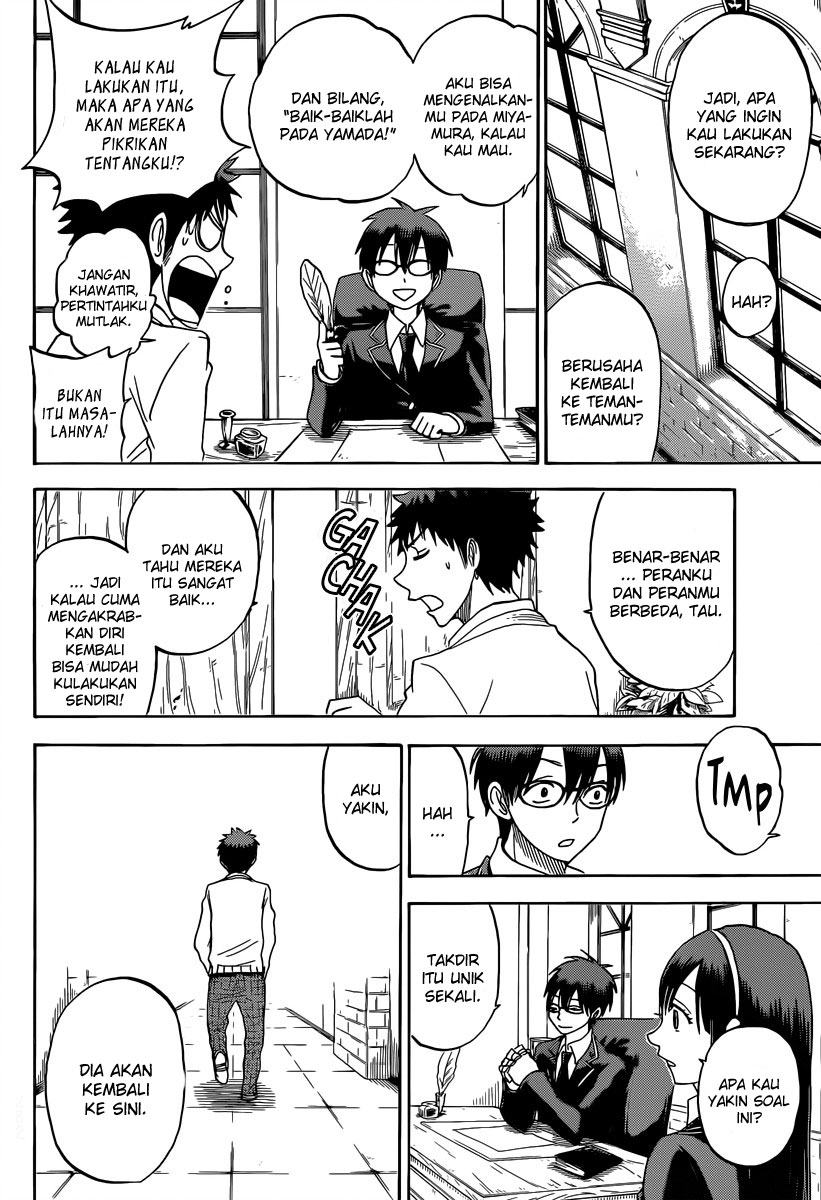 JADI, APA
YANG INGIN
KAU LAKUKAN
SEKARANG?
HAH?
BERUSAHA
KEMBALI
KE TEMAN-
TEMANMU?
AKU BISA
MENGENALKAN-
MU PADA MIYA-
MURA, KALAU
KAU MAU.
DAN BILANG,
"BAIK-BAIKLAH
PADA YAMADA!"
KALAU KAU
LAKUKAN ITU,
MAKA APA YANG
AKAN MEREKA
PIKRIKAN
TENTANGKU!?
JANGAN
KHAWATIR,
PERTINTAHKU
MUTLAK.
BUKAN
ITU MASA-
LAHNYA!
BENAR-BENAR
... PERANKU
DAN PERANMU
BERBEDA, TAU.
GA
CHAK
DAN AKU
TAHU MEREKA
ITU SANGAT
BAIK...
... JADI
KALAU CUMA
MENGAKRAB-
KAN DIRI
KEMBALI
BISA MUDAH
KULAKUKAN
SENDIRI!
TMP
HAH
...
APA KAU
YAKIN SOAL
INI?
TAKDIR
ITU UNIK
SEKALI.
AKU
YAKIN,
DIA AKAN
KEMBALI
KE SINI.